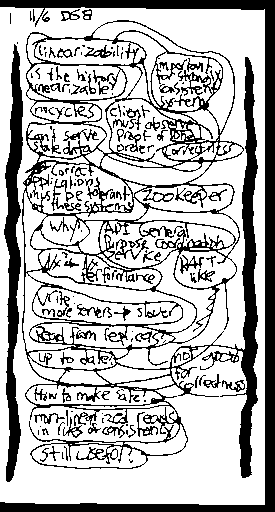 11/6 DS8
linearizability
is the history
linearizable?
important
for strongly
consistent
systems
no cycles
client
must observe
proof of total
order
can't serve
stale data
correctness
correct
applications
must be tolerant
of these systems
zookeeper
why?
API General
Purpose Coordination
Service
performance
RAFT
like
write
more servers → slower
Read from replicas?
up to date?
not good
for
correctness
How to make safe?
non-linearized reads
in lieu of consistency
still useful?